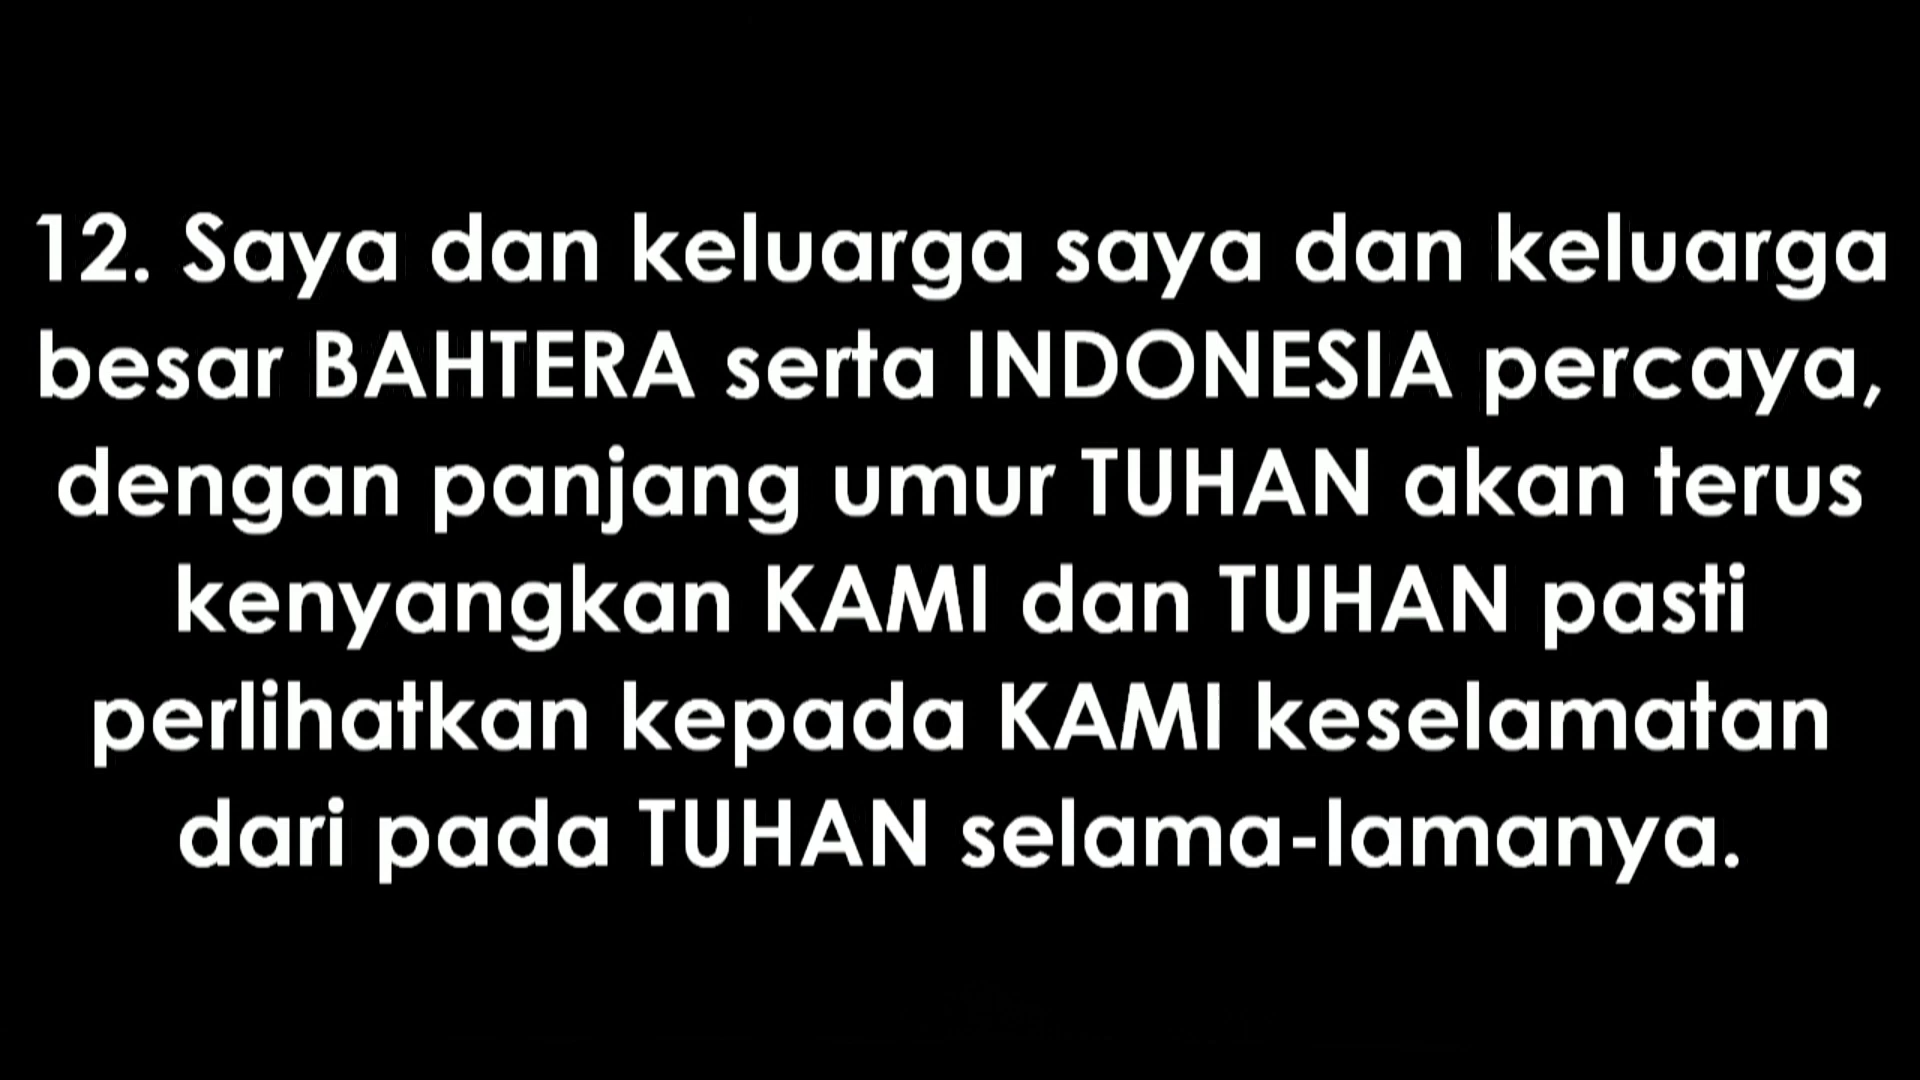 12. Saya dan keluarga saya dan keluarga
besar BAHTERA serta INDONESIA percaya,
dengan panjang umur TUHAN akan terus
kenyangkan KAMI dan TUHAN pasti
perlihatkan kepada KAMI keselamatan
dari pada TUHAN selama-lamanya.